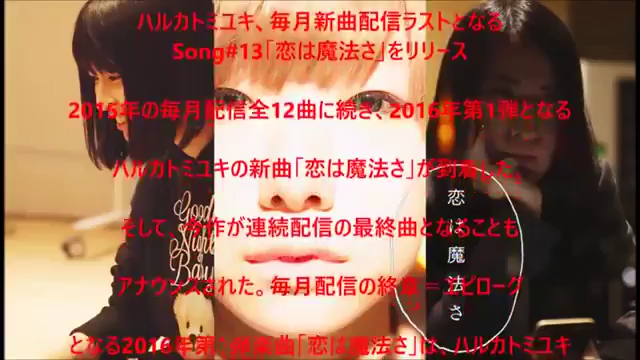 ハルカトミユキ、毎月新曲配信ラストとなる
Song#13「恋は魔法さ」をリリース
2015年の毎月配信全12曲に続き、2016年第1弾となる
ハルカトミユキの新曲「恋は魔法さ」が到着した。
そして、今作が連続配信の最終曲となることも
アナウンスされた。毎月配信の終章 = エピローグ
となる2016年第1弾楽曲「恋は魔法さ」は、ハルカトミユキ
恋は魔法さ
Good
Night
Baby